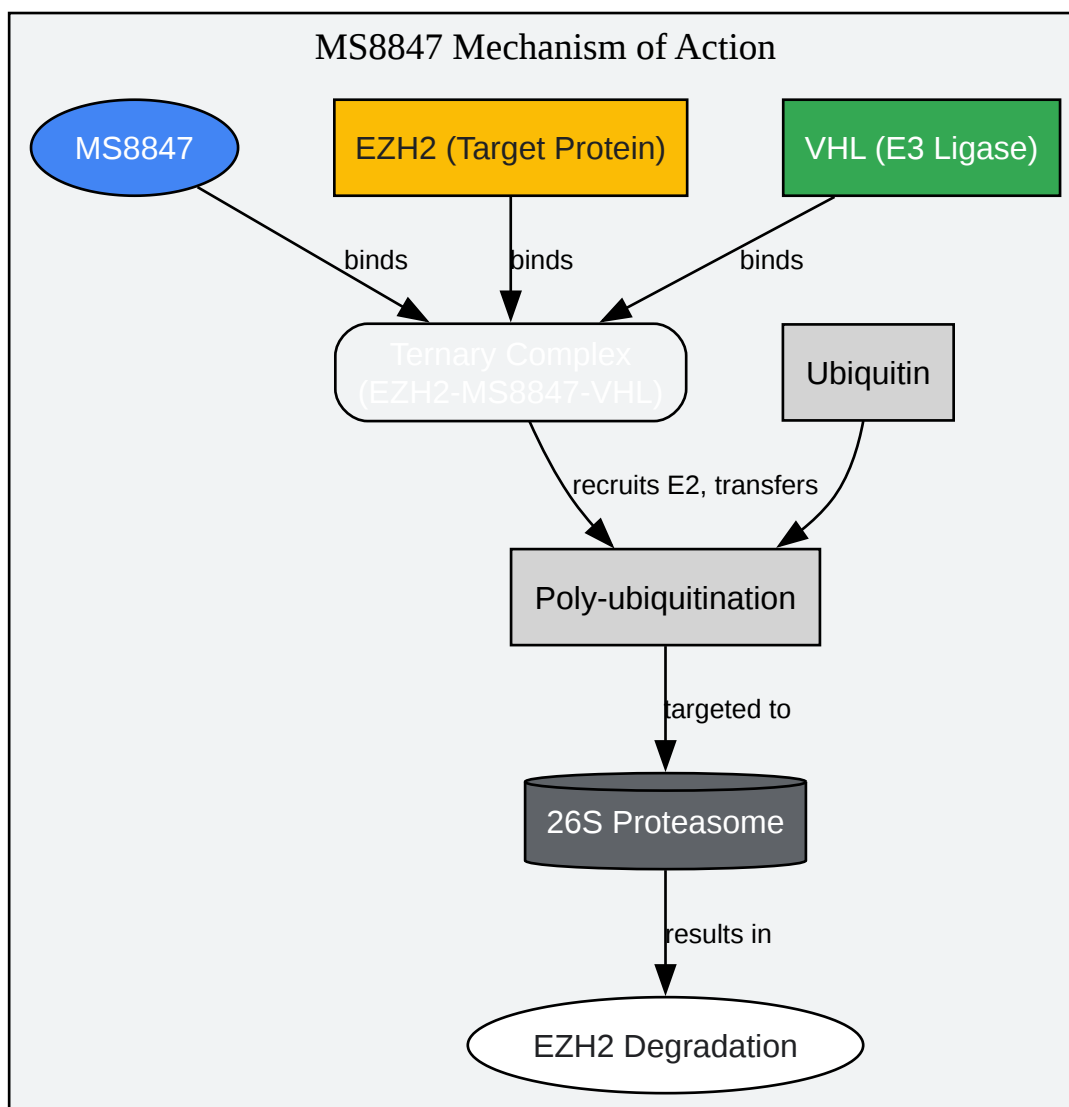 MS8847 Mechanism of Action
MS8847
EZH2 (Target Protein)
VHL (E3 Ligase)
binds
binds
binds
Ternary Complex
(EZH2-MS8847-VHL)
Ubiquitin
recruits E2, transfers
Poly-ubiquitination
targeted to
26S Proteasome
results in
EZH2 Degradation